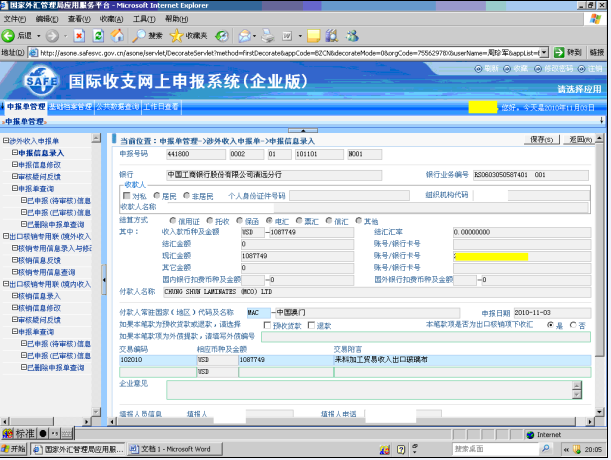 国家外汇管理局应用服务平台 - Microsoft Internet Explorer
文件(F) 编辑(E) 查看(V) 收藏(A) 工具(T) 帮助(H)
后退 搜索 收藏夹
地址(D) http://asone.safesvc.gov.cn/asone/servlet/DecorateServlet?method=firstDecorate&appCode=BZCN&decorateMode=0&orgCode=75562978X&userName=周珍军&appList= 转到 链接
SAFE 国际收支网上申报系统(企业版)
收藏 修改密码 注销
请选择应用
申报单管理 基础档案管理 公共数据查询 工作日查看
您好，今天是2010年11月03日
申报单管理
涉外收入申报单
申报信息录入
申报信息修改
审核疑问反馈
申报单查询
已申报(待审核)信息
已申报(已审核)信息
已删除申报单查询
出口核销专用联(境外收入)
核销专用信息录入与修改
核销信息反馈
核销专用信息查询
出口核销专用联(境内收入)
核销信息录入
核销信息修改
审核疑问反馈
申报单查询
已申报(待审核)信息
已申报(已审核)信息
已删除申报单查询
当前位置：申报单管理->涉外收入申报单->申报信息录入
保存(S) 返回(R)
申报号码 441800 0002 01 101101 N001
银行 中国工商银行股份有限公司清远分行 银行业务编号 RS0603050587401 001
收款人
对私 居民 非居民 个人身份证件号码 组织机构代码
收款人名称
结算方式 信用证 托收 保函 电汇 票汇 信汇 其他
其中： 收入款币种及金额 USD -1087749 结汇汇率 0.00000000
结汇金额 0 账号/银行卡号
现汇金额 1087749 账号/银行卡号
其它金额 0 账号/银行卡号
国内银行扣费币种及金额 -0 国外银行扣费币种及金额 -0
付款人名称 CHUNG SHUN LAMINATES (MCO) LTD
付款人常驻国家(地区)代码及名称 MAC -中国澳门 申报日期 2010-11-03
如果本笔款为预收货款或退款，请选择 预收货款 退款 本笔款项是否为出口核销项下收汇 是 否
如果本笔款项为外债提款，请填写外债编号
交易编码 相应币种及金额 交易附言
102010 USD 1087749 来料加工贸易收入出口玻璃布
USD
企业意见
填报人员信息 填报人 填报人电话
Internet
标准
开始 国家外汇管理局应用服... 文档 1 - Microsoft Word 搜索桌面 20:05